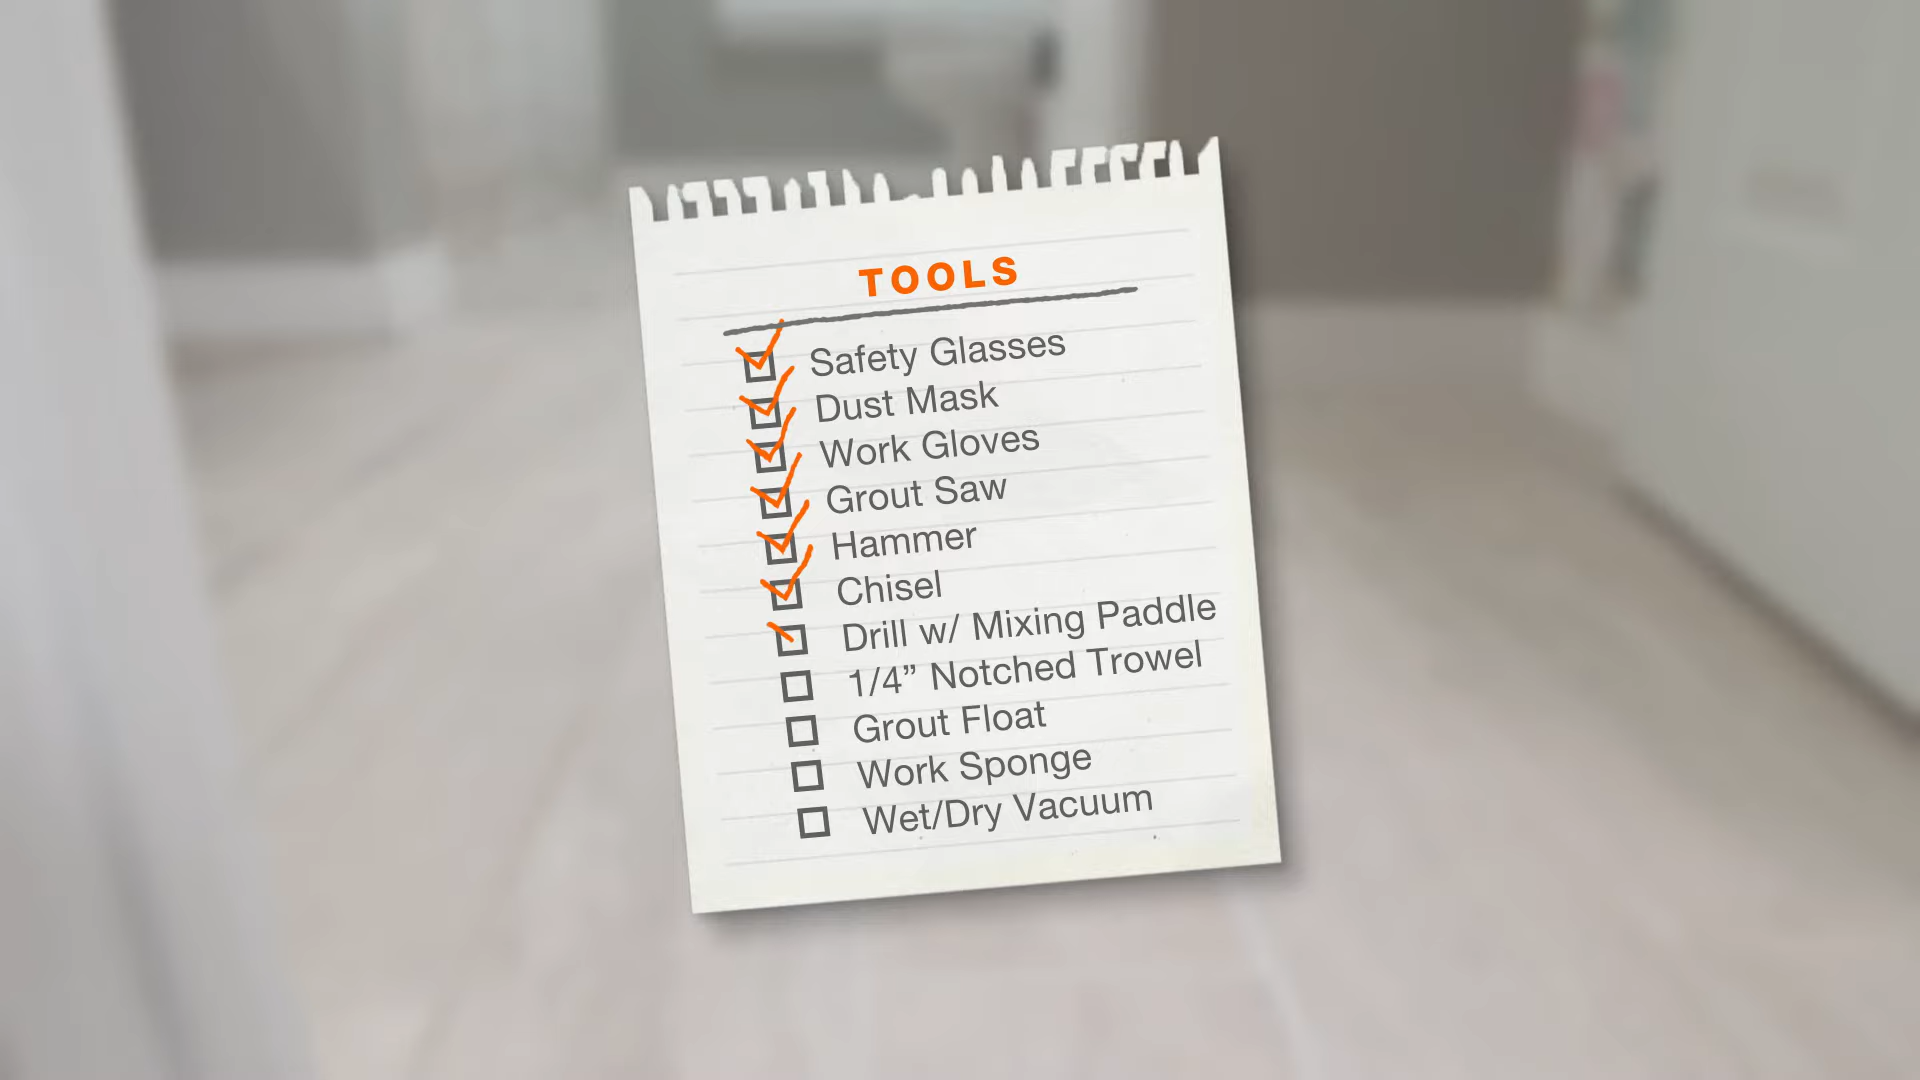 TOOLS
Safety Glasses
Dust Mask
Work Gloves
Grout Saw
Hammer
Chisel
Drill w/ Mixing Paddle
1/4” Notched Trowel
Grout Float
Work Sponge
Wet/Dry Vacuum